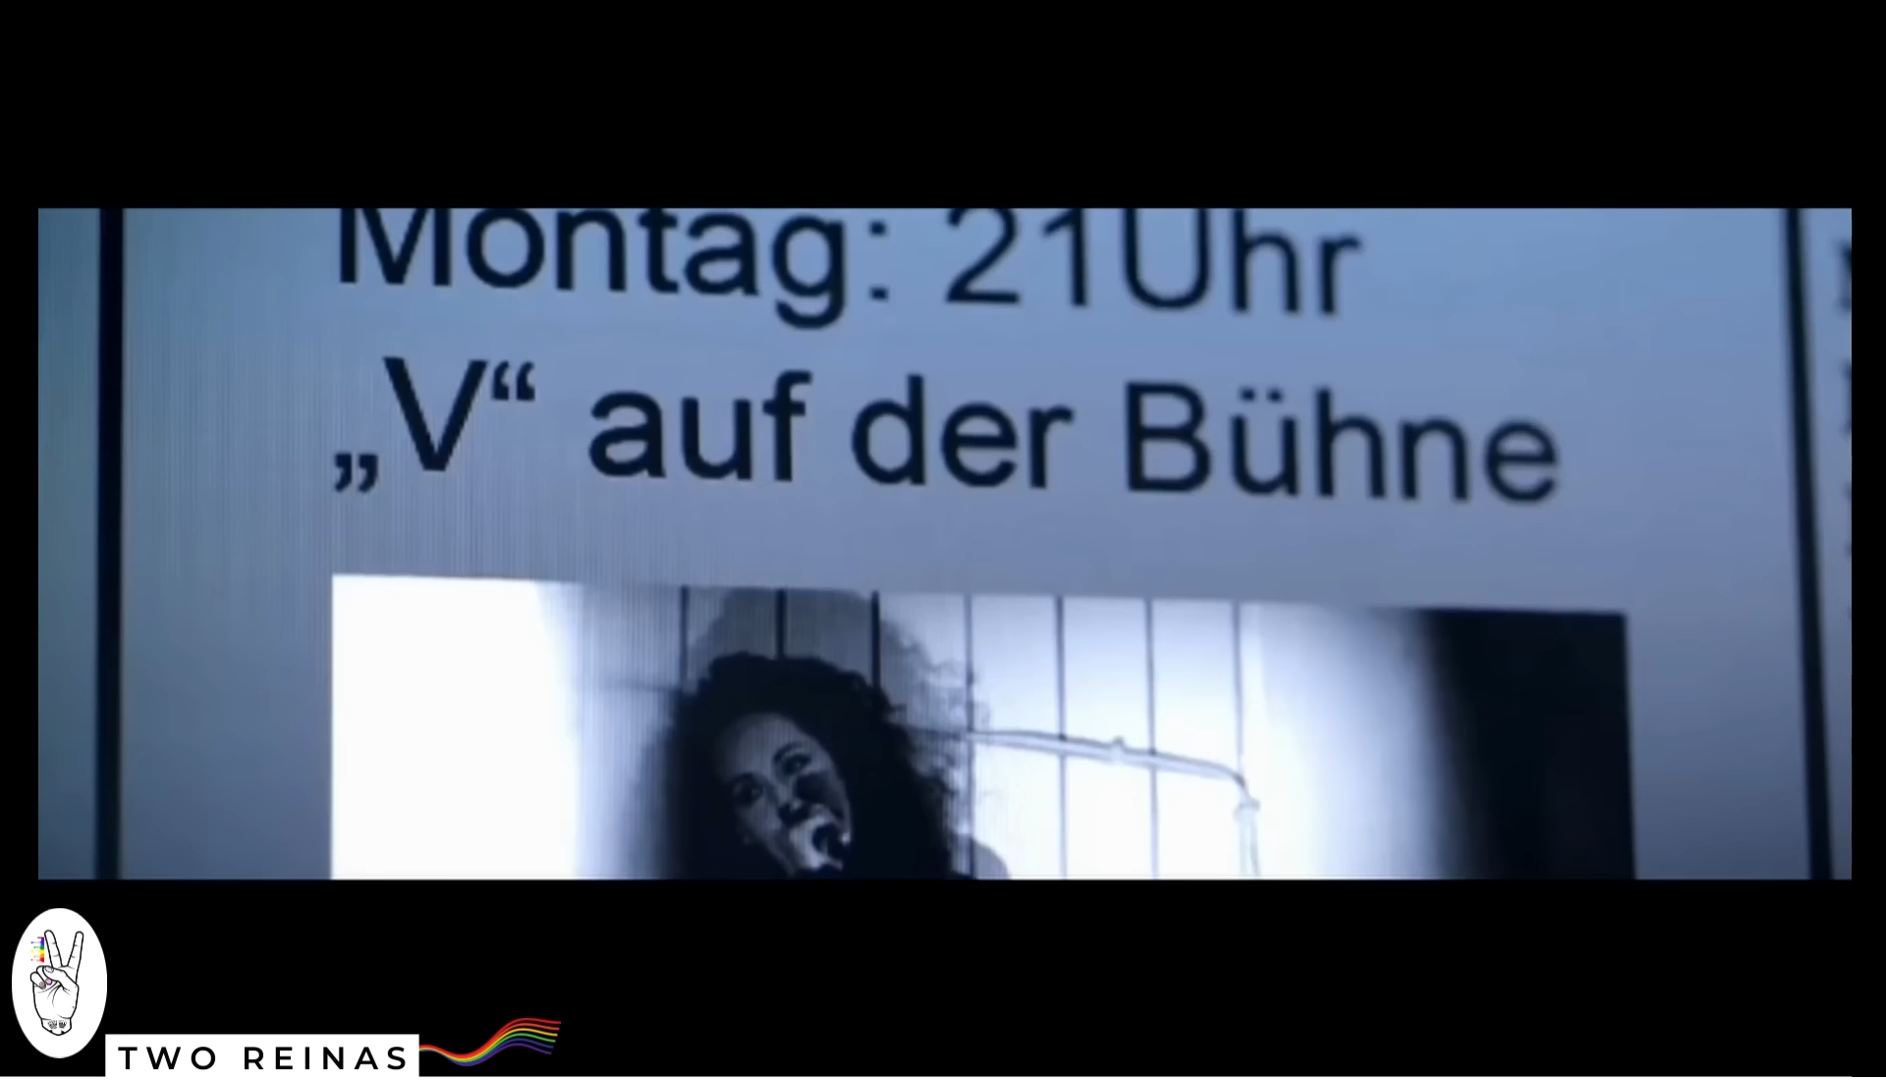 Montag: 21Uhr
„V“ auf der Bühne
TWO REINAS